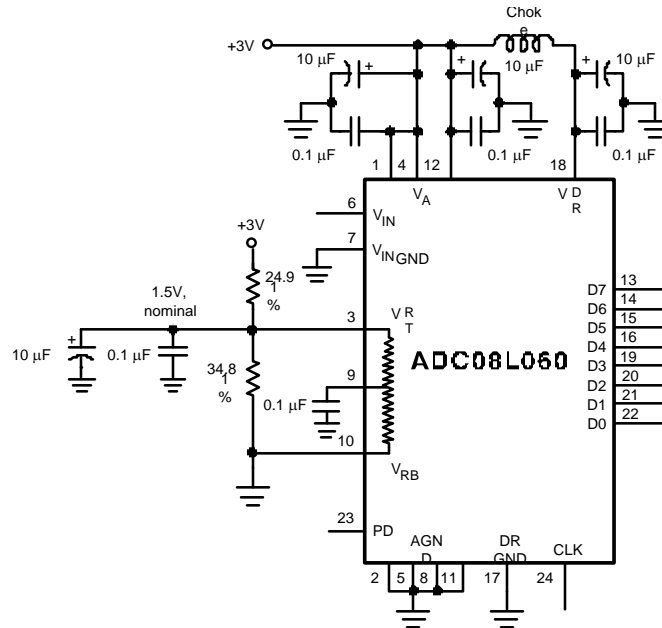 Chok
e
+3V
10 µF
+
+
10 µF
+
10 µF
0.1 µF
0.1 µF
0.1 µF
1
4
12
18
VA
V D
R
6
VIN
+3V
7
VIN GND
24.9
1
%
1.5V,
nominal
3
V R
T
+
10 µF
0.1 µF
34.8
1
%
9
0.1 µF
ADC08L060
10
VRB
D7
13
D6
14
D5
15
D4
16
D3
19
D2
20
D1
21
D0
22
23
PD
AGN
D
DR
GND
CLK
2
5
8
11
17
24